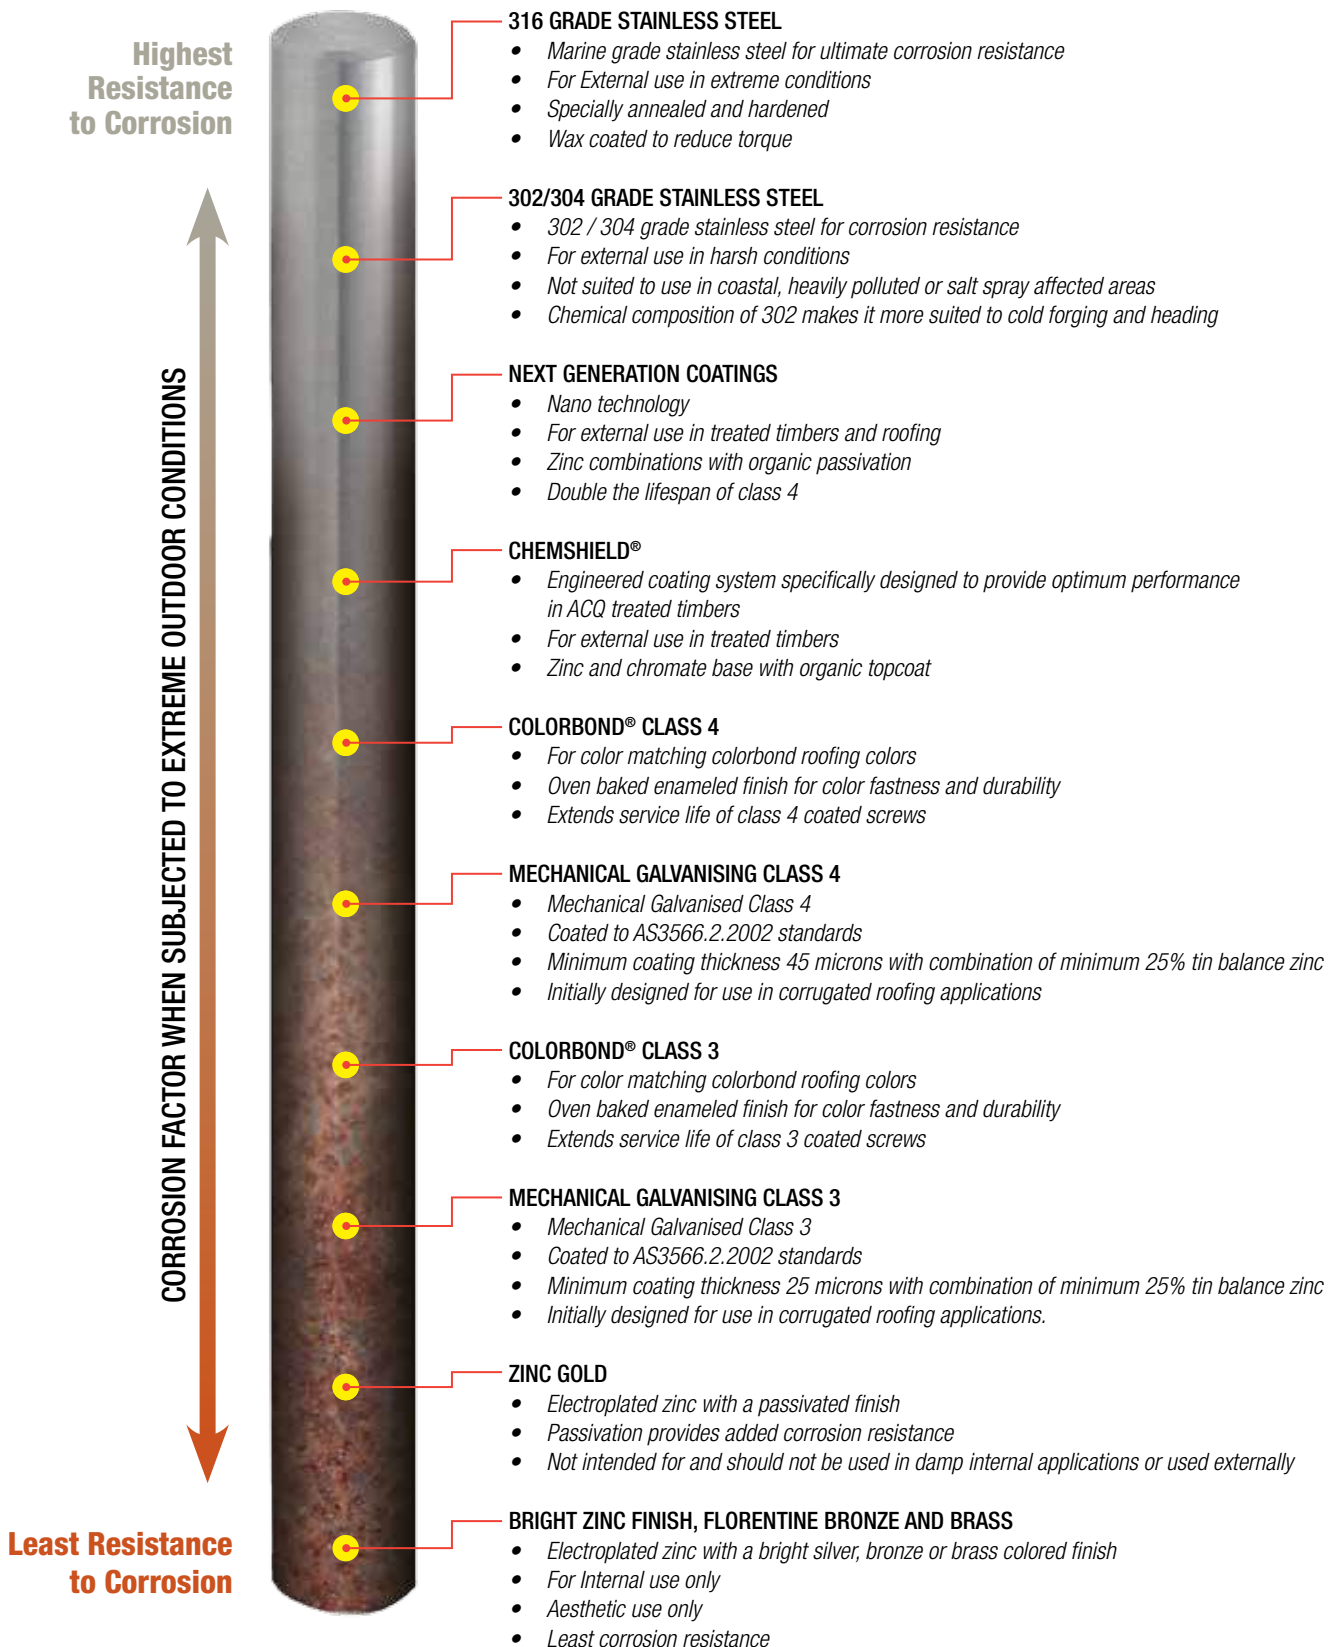 Highest
Resistance
to Corrosion
CORROSION FACTOR WHEN SUBJECTED TO EXTREME OUTDOOR CONDITIONS
Least Resistance
to Corrosion
316 GRADE STAINLESS STEEL
• Marine grade stainless steel for ultimate corrosion resistance
• For External use in extreme conditions
• Specially annealed and hardened
• Wax coated to reduce torque
302/304 GRADE STAINLESS STEEL
• 302 / 304 grade stainless steel for corrosion resistance
• For external use in harsh conditions
• Not suited to use in coastal, heavily polluted or salt spray affected areas
• Chemical composition of 302 makes it more suited to cold forging and heading
NEXT GENERATION COATINGS
• Nano technology
• For external use in treated timbers and roofing
• Zinc combinations with organic passivation
• Double the lifespan of class 4
CHEMSHIELD®
• Engineered coating system specifically designed to provide optimum performance
in ACQ treated timbers
• For external use in treated timbers
• Zinc and chromate base with organic topcoat
COLORBOND® CLASS 4
• For color matching colorbond roofing colors
• Oven baked enameled finish for color fastness and durability
• Extends service life of class 4 coated screws
MECHANICAL GALVANISING CLASS 4
• Mechanical Galvanised Class 4
• Coated to AS3566.2.2002 standards
• Minimum coating thickness 45 microns with combination of minimum 25% tin balance zinc
• Initially designed for use in corrugated roofing applications
COLORBOND® CLASS 3
• For color matching colorbond roofing colors
• Oven baked enameled finish for color fastness and durability
• Extends service life of class 3 coated screws
MECHANICAL GALVANISING CLASS 3
• Mechanical Galvanised Class 3
• Coated to AS3566.2.2002 standards
• Minimum coating thickness 25 microns with combination of minimum 25% tin balance zinc
• Initially designed for use in corrugated roofing applications.
ZINC GOLD
• Electroplated zinc with a passivated finish
• Passivation provides added corrosion resistance
• Not intended for and should not be used in damp internal applications or used externally
BRIGHT ZINC FINISH, FLORENTINE BRONZE AND BRASS
• Electroplated zinc with a bright silver, bronze or brass colored finish
• For Internal use only
• Aesthetic use only
• Least corrosion resistance